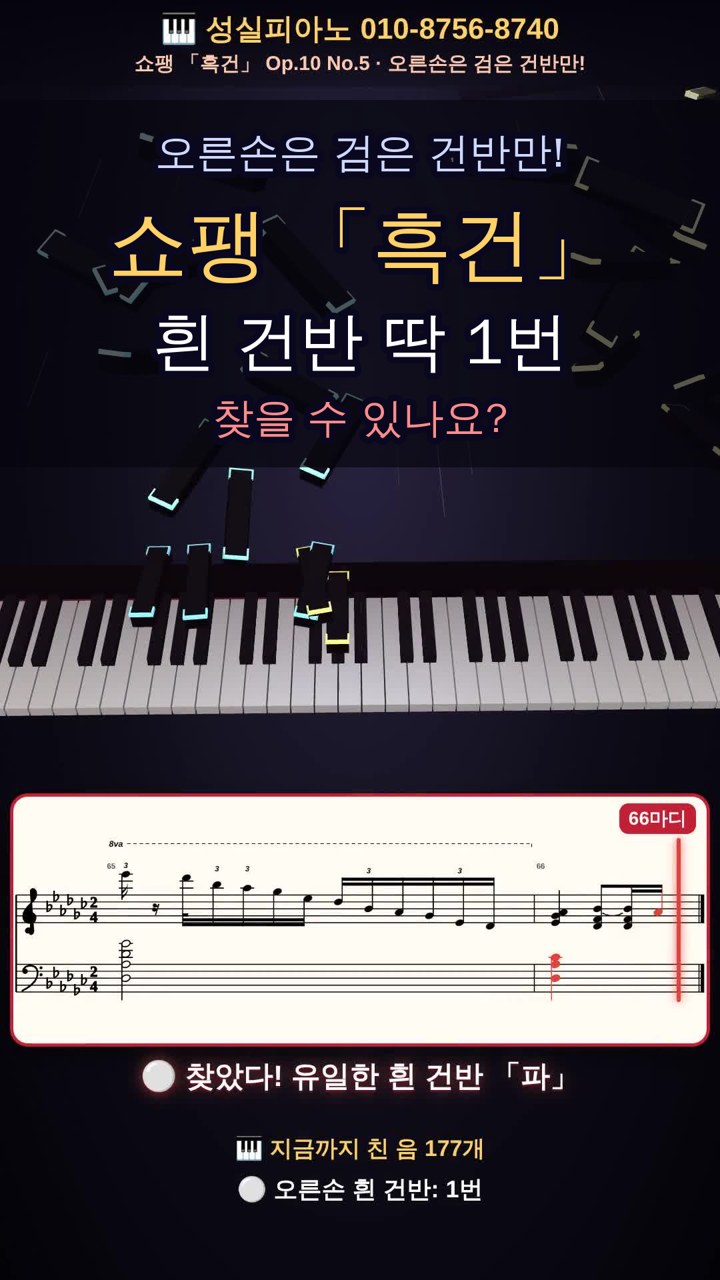 🎹 성실피아노 010-8756-8740
쇼팽 「흑건」 Op.10 No.5 · 오른손은 검은 건반만!
오른손은 검은 건반만!
쇼팽 「흑건」
흰 건반 딱 1번
찾을 수 있나요?
66마디
8va
65 3 3 3 3 3 66
2 4
2 4
⚪ 찾았다! 유일한 흰 건반 「파」
🎹 지금까지 친 음 177개
⚪ 오른손 흰 건반: 1번